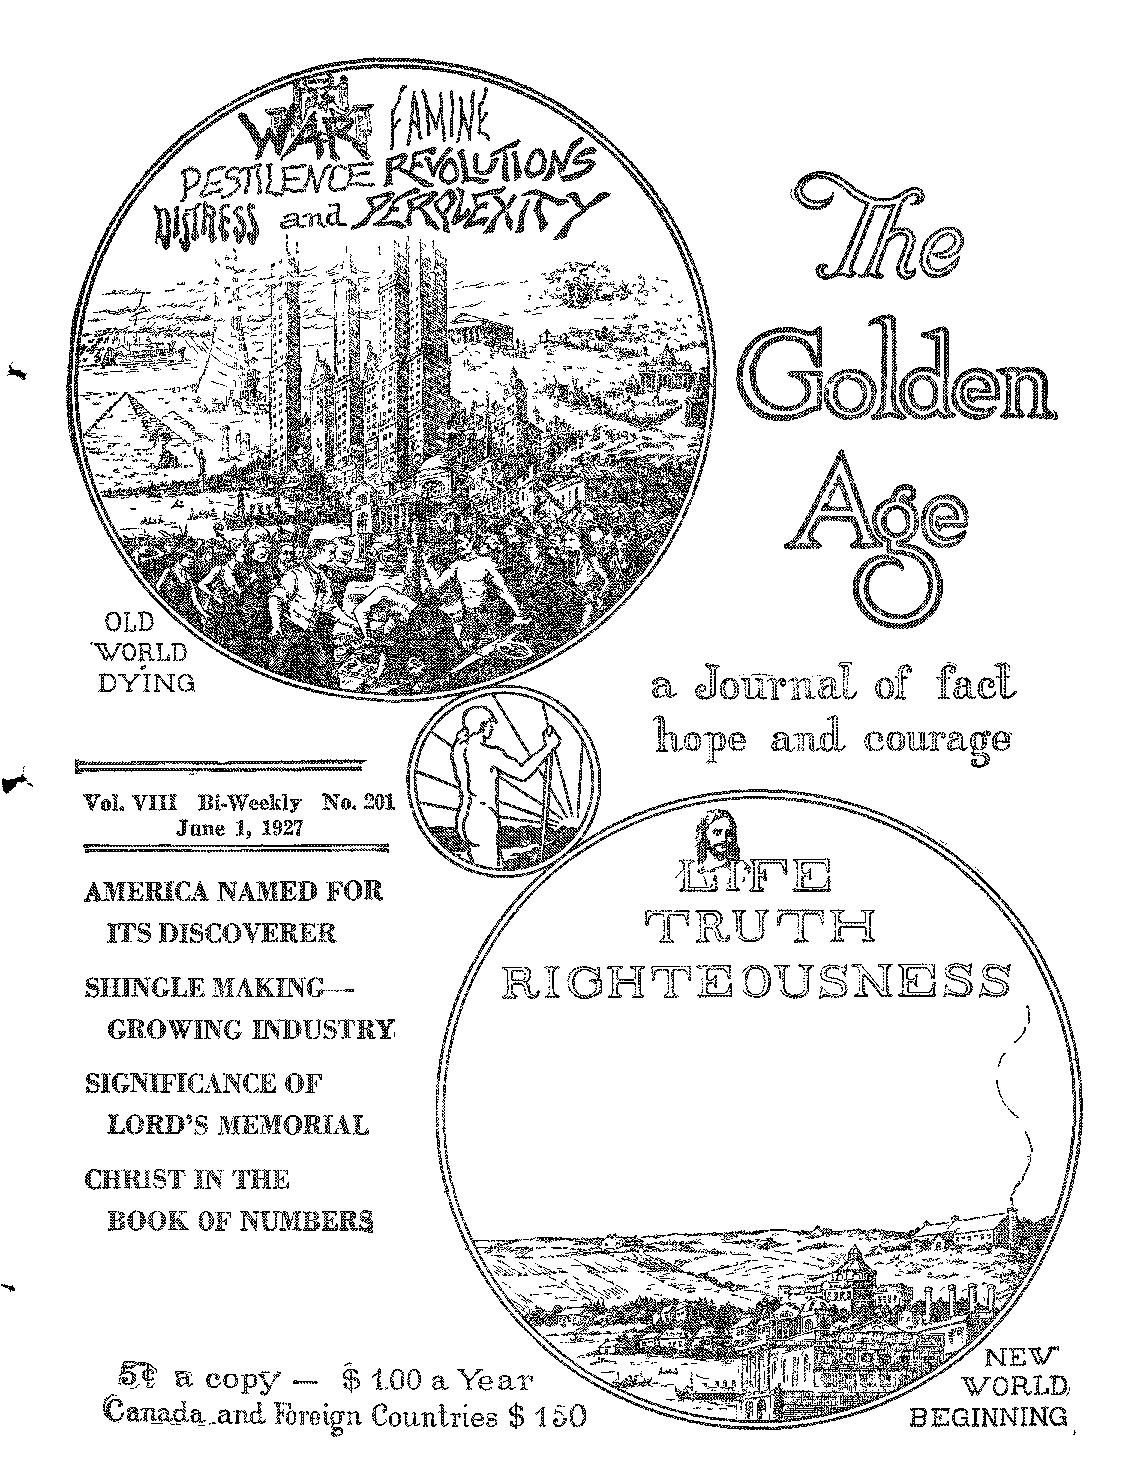 WAR FAMINE
PESTILENCE REVOLUTIONS
DISTRESS and PERPLEXITY
The
Golden
Age
OLD
WORLD
DYING
a Journal of fact
hope and courage
Vol. VIII Bi-Weekly No. 201
June 1, 1927
AMERICA NAMED FOR
ITS DISCOVERER
SHINGLE MAKING—
GROWING INDUSTRY
SIGNIFICANCE OF
LORD'S MEMORIAL
CHRIST IN THE
BOOK OF NUMBERS
LIFE
TRUTH
RIGHTEOUSNESS
5¢ a copy — $ 1.00 a Year
Canada and Foreign Countries $ 1.50
NEW
WORLD
BEGINNING